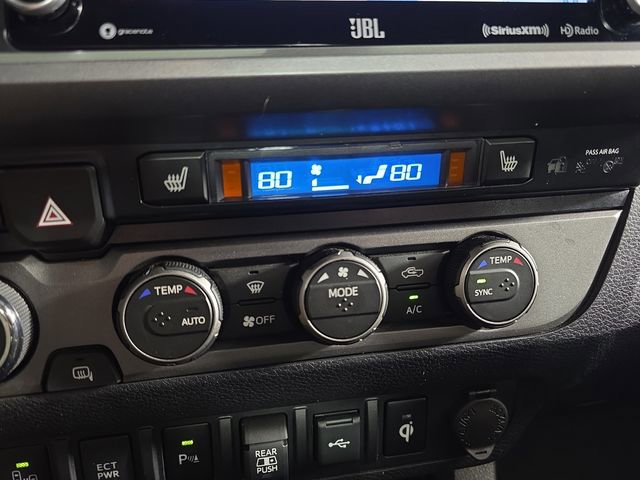 gracenote
JBL
SiriusXM
HD Radio
PASS AIR BAG
80
80
TEMP
AUTO
OFF
MODE
A/C
TEMP
SYNC
ECT
PWR
P
REAR
PUSH